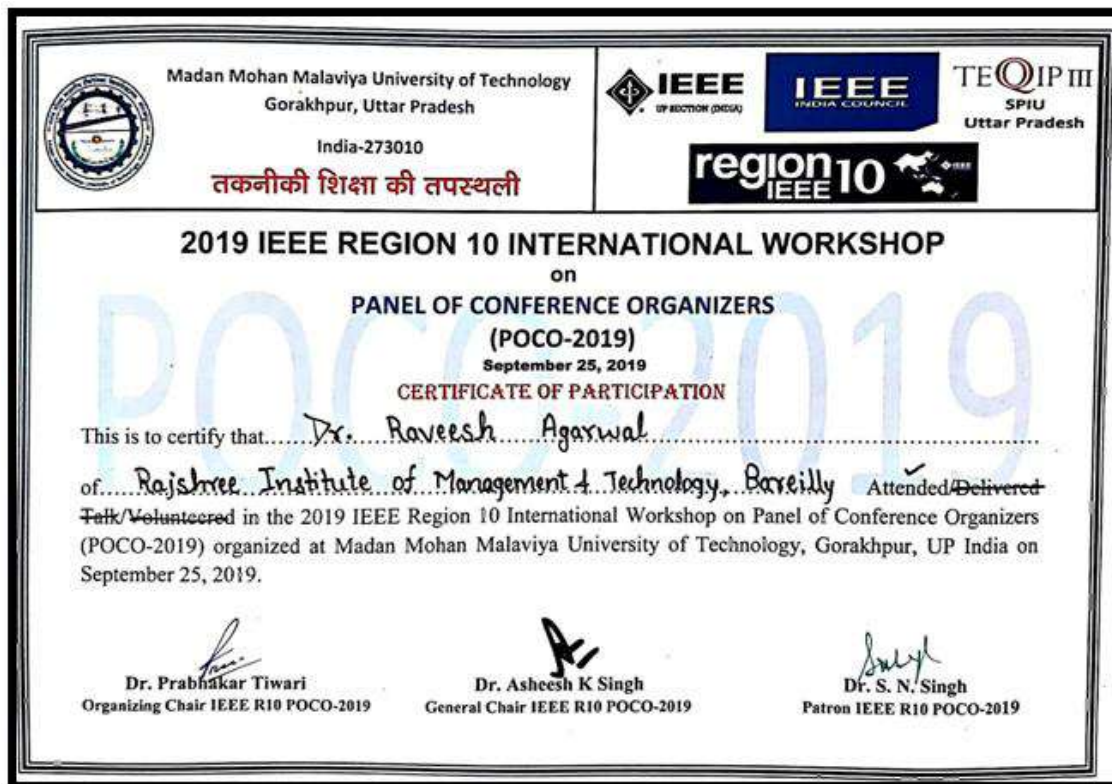 Madan Mohan Malaviya University of Technology
Gorakhpur, Uttar Pradesh
India-273010
तकनीकी शिक्षा की तपस्थली
IEEE
UP SECTION (INDIA)
IEEE
INDIA COUNCIL
TEQIP III
SPIU
Uttar Pradesh
region 10
IEEE
IEEE
2019 IEEE REGION 10 INTERNATIONAL WORKSHOP
on
PANEL OF CONFERENCE ORGANIZERS
(POCO-2019)
September 25, 2019
CERTIFICATE OF PARTICIPATION
POCO-2019
This is to certify that.....Dr. Raveesh Agarwal.....
of.....Rajshree Institute of Management & Technology, Bareilly Attended/Delivered
Talk/Volunteered in the 2019 IEEE Region 10 International Workshop on Panel of Conference Organizers
(POCO-2019) organized at Madan Mohan Malaviya University of Technology, Gorakhpur, UP India on
September 25, 2019.
Dr. Prabhakar Tiwari
Organizing Chair IEEE R10 POCO-2019
Dr. Asheesh K Singh
General Chair IEEE R10 POCO-2019
Dr. S. N. Singh
Patron IEEE R10 POCO-2019